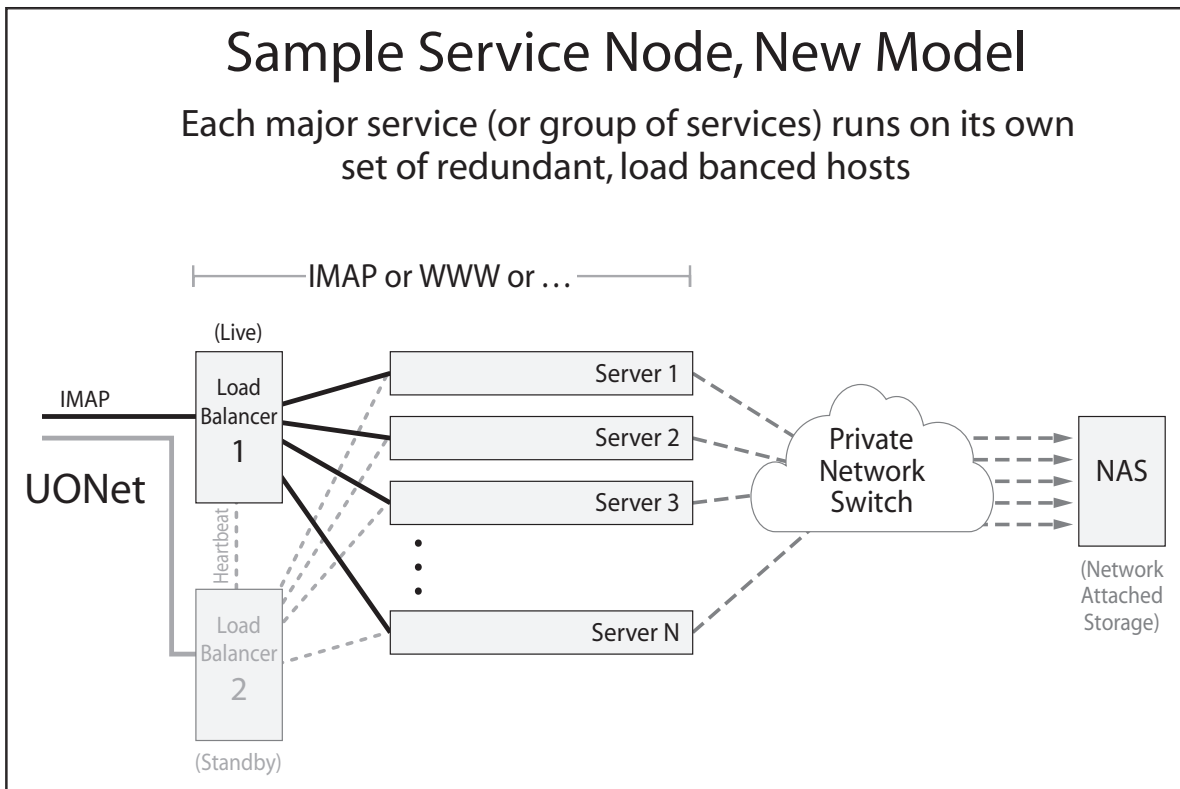 Sample Service Node, New Model
Each major service (or group of services) runs on its own
set of redundant, load banced hosts
IMAP or WWW or …
(Live)
Load
Balancer
1
IMAP
UONet
Heartbeat
Load
Balancer
2
(Standby)
Server 1
Server 2
Server 3
Server N
Private
Network
Switch
NAS
(Network
Attached
Storage)